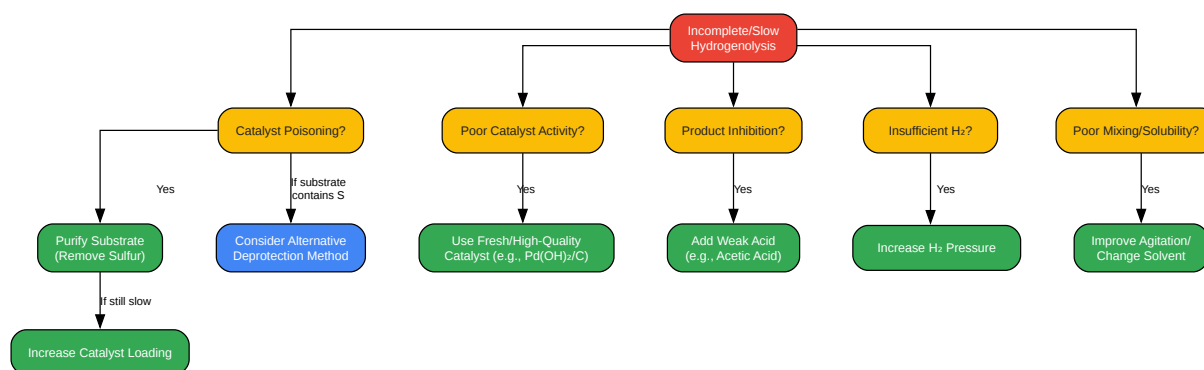 Incomplete/Slow
Hydrogenolysis
Catalyst Poisoning?
Poor Catalyst Activity?
Product Inhibition?
Insufficient H₂?
Poor Mixing/Solubility?
Yes
If substrate
contains S
Yes
Yes
Yes
Yes
Purify Substrate
(Remove Sulfur)
Consider Alternative
Deprotection Method
Use Fresh/High-Quality
Catalyst (e.g., Pd(OH)₂/C)
Add Weak Acid
(e.g., Acetic Acid)
Increase H₂ Pressure
Improve Agitation/
Change Solvent
If still slow
Increase Catalyst Loading